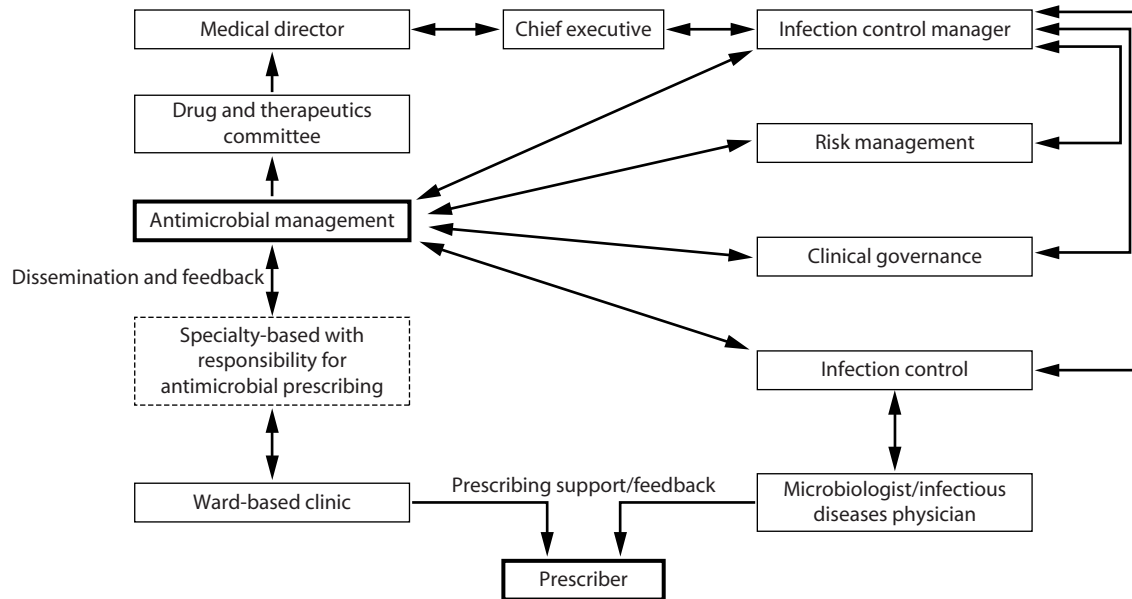 Medical director
Chief executive
Infection control manager
Drug and therapeutics
committee
Risk management
Antimicrobial management
Clinical governance
Dissemination and feedback
Specialty-based with
responsibility for
antimicrobial prescribing
Infection control
Ward-based clinic
Prescribing support/feedback
Microbiologist/infectious
diseases physician
Prescriber